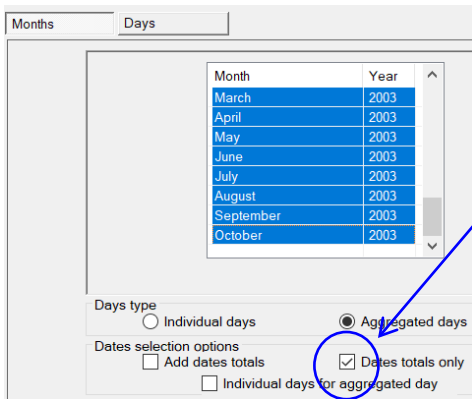 Months Days
Month Year
March 2003
April 2003
May 2003
June 2003
July 2003
August 2003
September 2003
October 2003
Days type
Individual days Aggregated days
Dates selection options
Add dates totals Dates totals only
Individual days for aggregated day